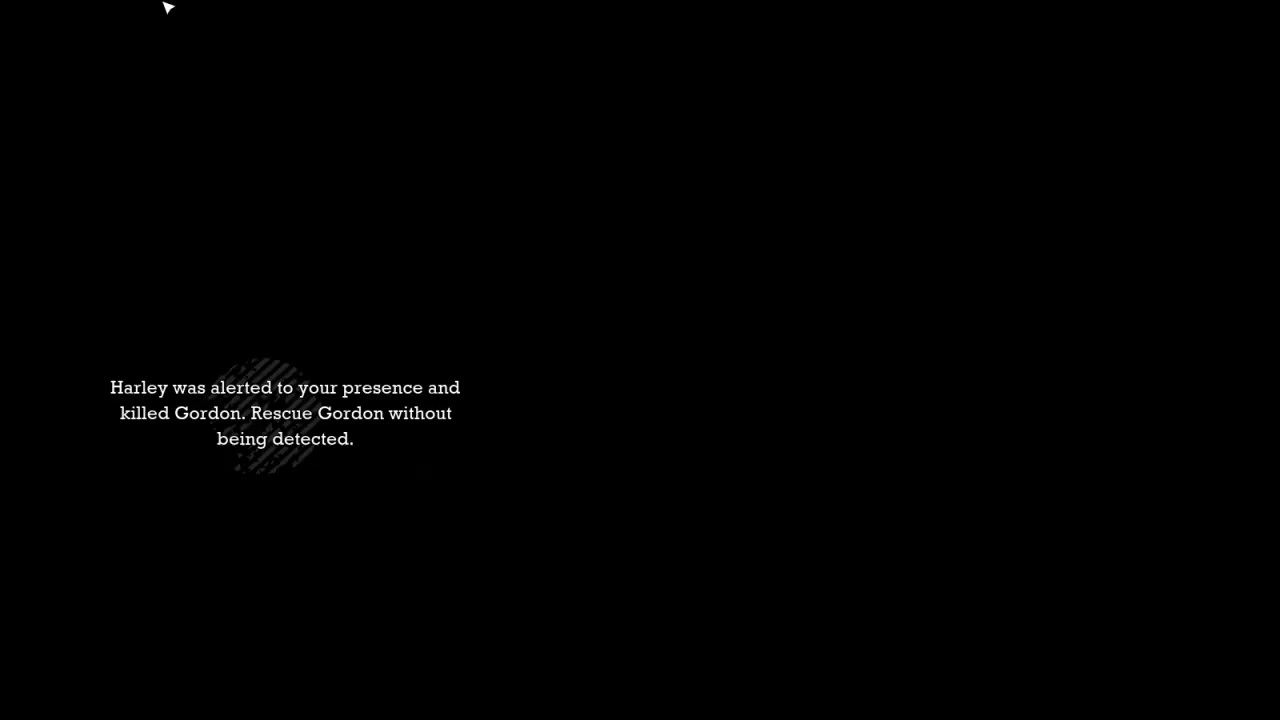 Harley was alerted to your presence and
killed Gordon. Rescue Gordon without
being detected.